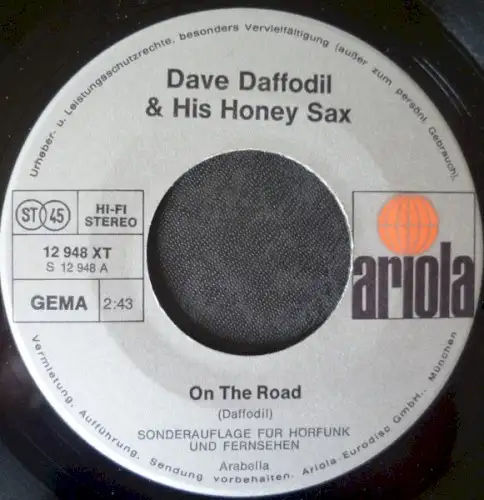 Urheber- u. Leistungsschutzrechte, besonders Vervielfältigung (außer zum persönl. Gebrauch),
Dave Daffodil
& His Honey Sax
ST 45
HI-FI
STEREO
12 948 XT
S 12 948 A
GEMA
2:43
ariola
On The Road
(Daffodil)
SONDERAUFLAGE FÜR HÖRFUNK
UND FERNSEHEN
Arabella
Vermietung, Aufführung, Sendung vorbehalten. Ariola-Eurodisc GmbH., München